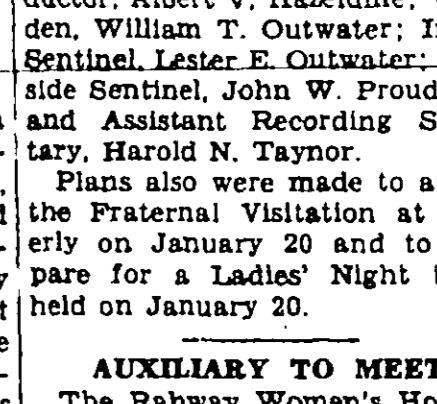 den, William T. Outwater;
Sentinel, Lester E. Outwater;
side Sentinel, John W. Proud
and Assistant Recording S
tary, Harold N. Taynor.
Plans also were made to a
the Fraternal Visitation at
erly on January 20 and to
pare for a Ladies' Night
held on January 20.
AUXILIARY TO MEET
The Rahway Women's Ho